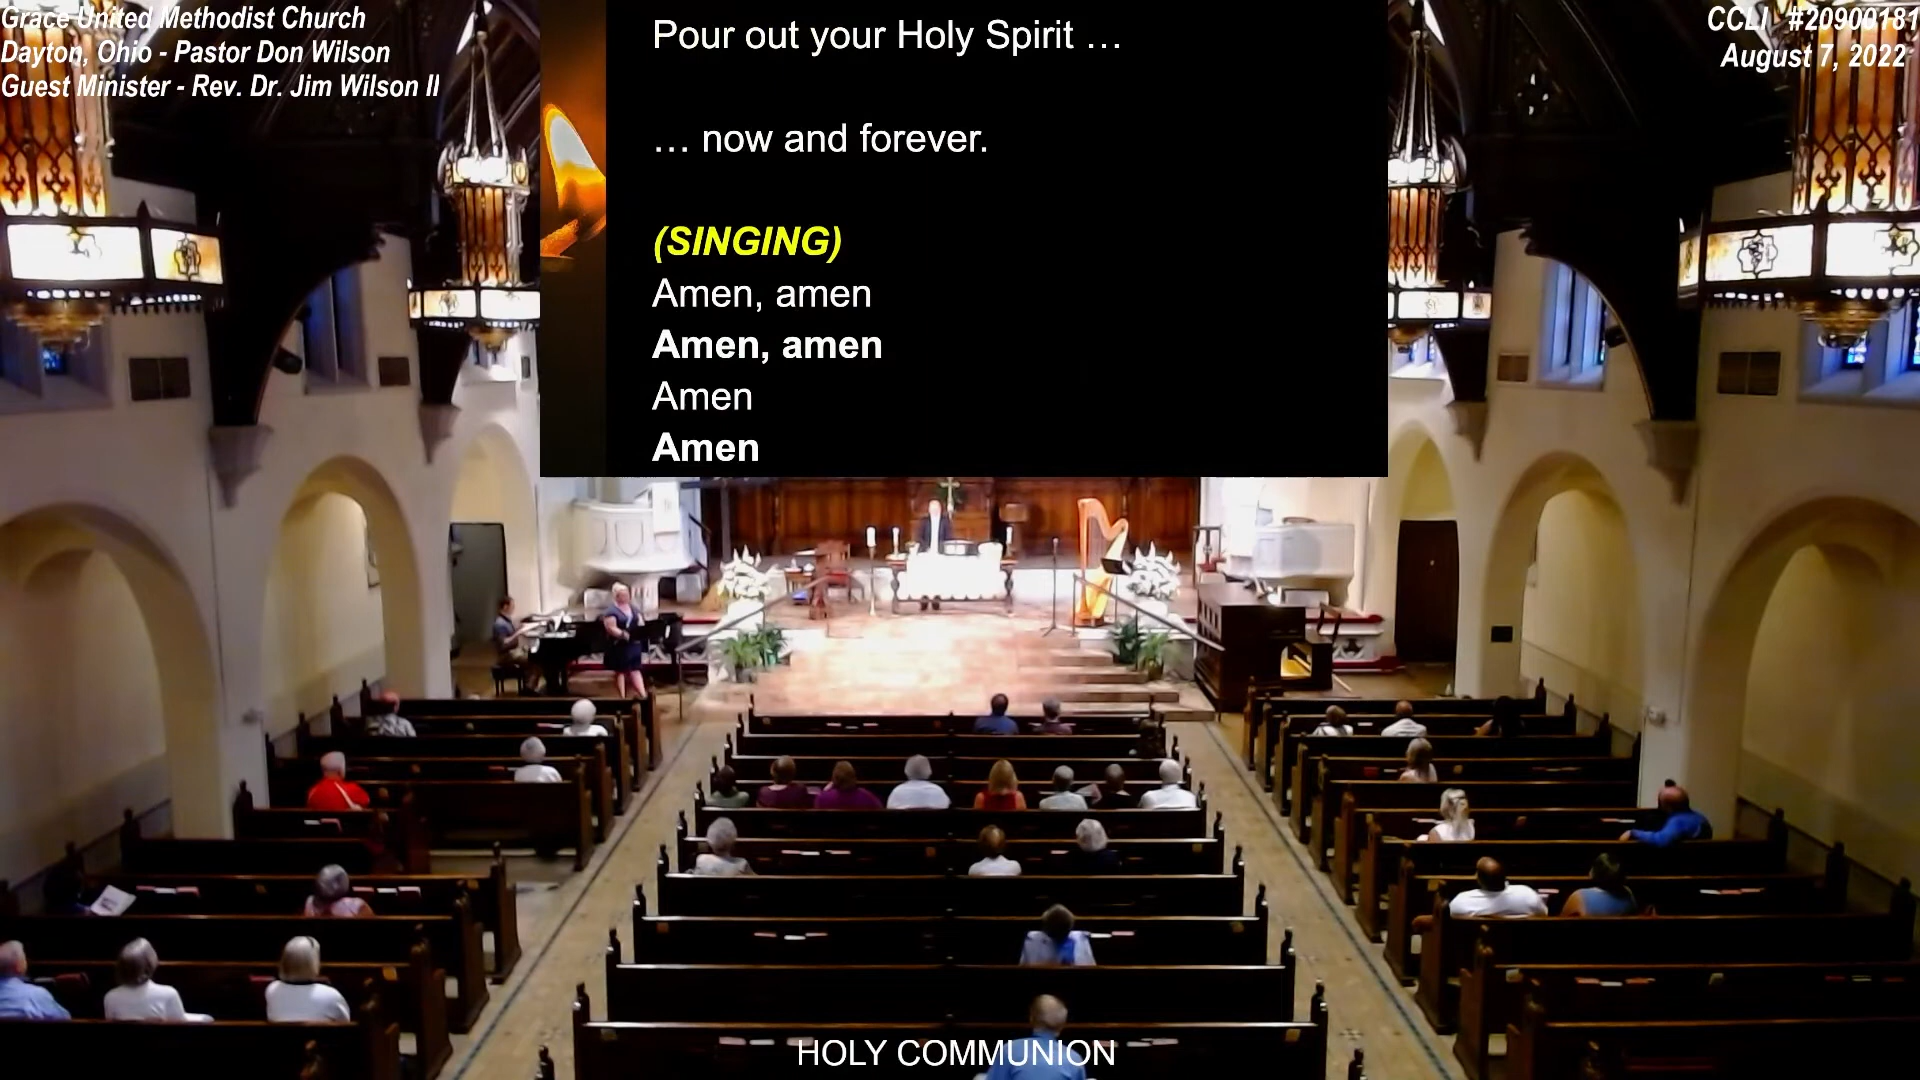 Grace United Methodist Church
Dayton, Ohio - Pastor Don Wilson
Guest Minister - Rev. Dr. Jim Wilson II
CCLI #20900181
August 7, 2022
Pour out your Holy Spirit …
… now and forever.
(SINGING)
Amen, amen
Amen, amen
Amen
Amen
HOLY COMMUNION